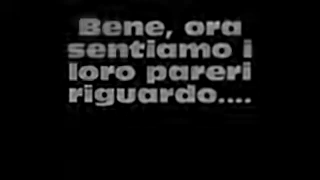 Bene, ora
sentiamo i
loro pareri
riguardo....